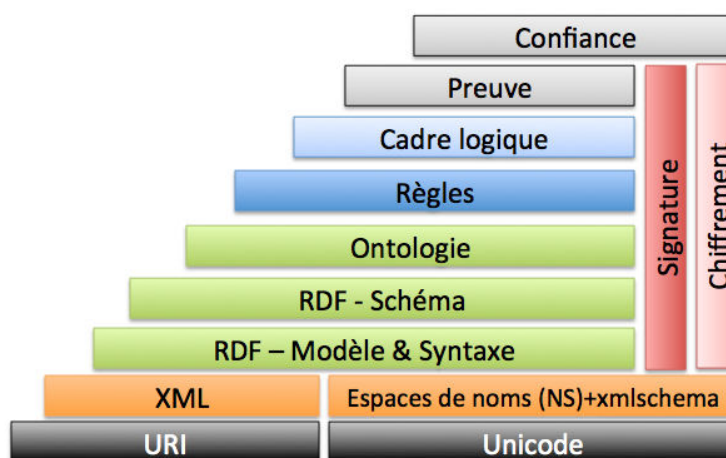 Confiance
Preuve
Cadre logique
Règles
Ontologie
RDF - Schéma
RDF – Modèle & Syntaxe
Signature
Chiffrement
XML
Espaces de noms (NS)+xmlschema
URI
Unicode